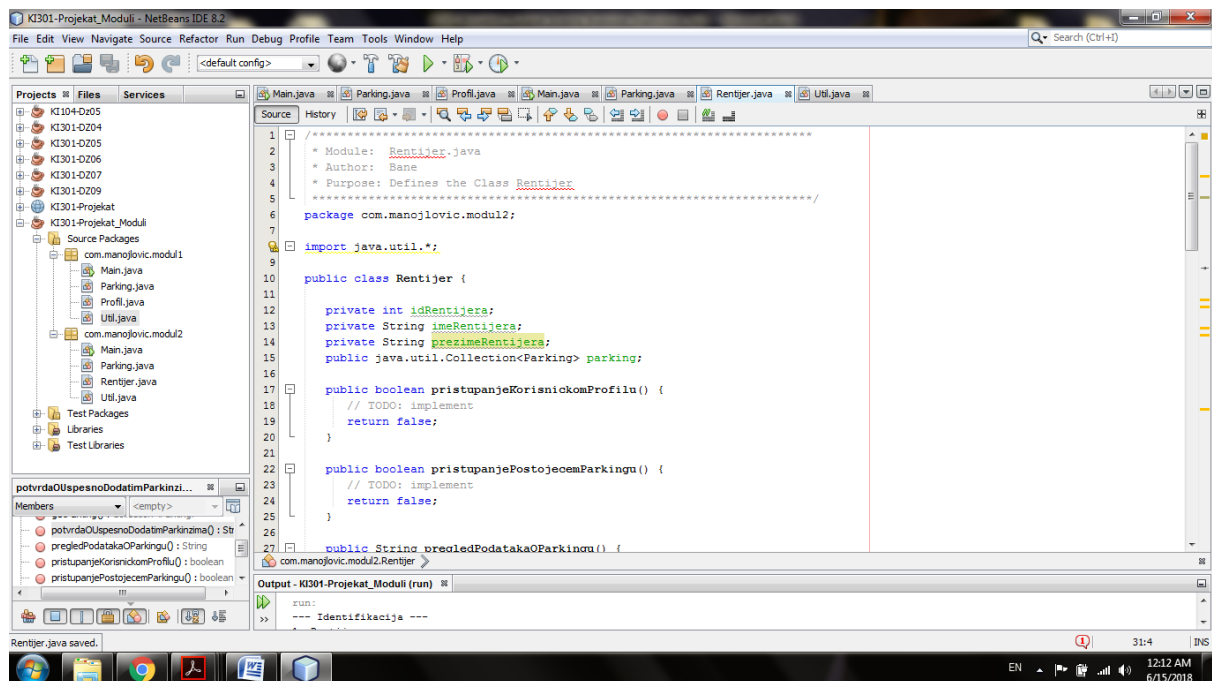 KI301-Projekat_Moduli - NetBeans IDE 8.2
File Edit View Navigate Source Refactor Run Debug Profile Team Tools Window Help
Search (Ctrl+I)
<default config>
Projects Files Services
KI104-Dz05
KI301-DZ04
KI301-DZ05
KI301-DZ06
KI301-DZ07
KI301-DZ09
KI301-Projekat
KI301-Projekat_Moduli
Source Packages
com.manojlovic.modul1
Main.java
Parking.java
Profil.java
Util.java
com.manojlovic.modul2
Main.java
Parking.java
Rentijer.java
Util.java
Test Packages
Libraries
Test Libraries
potvrdaOUspesnoDodatimParkinzi...
Members <empty>
potvrdaOUspesnoDodatimParkinzima() : Str
pregledPodatakaOParkingu() : String
pristupanjeKorisnickomProfilu() : boolean
pristupanjePostojecemParkingu() : boolean
Main.java Parking.java Profil.java Main.java Parking.java Rentijer.java Util.java
Source History
1 /***************************************************************************
2 * Module: Rentijer.java
3 * Author: Bane
4 * Purpose: Defines the Class Rentijer
5 ***************************************************************************/
6 package com.manojlovic.modul2;
7
import java.util.*;
9
10 public class Rentijer {
11
12 private int idRentijera;
13 private String imeRentijera;
14 private String prezimeRentijera;
15 public java.util.Collection<Parking> parking;
16
17 public boolean pristupanjeKorisnickomProfilu() {
18 // TODO: implement
19 return false;
20 }
21
22 public boolean pristupanjePostojecemParkingu() {
23 // TODO: implement
24 return false;
25 }
26
27 public String pregledPodatakaOParkingu() {
com.manojlovic.modul2.Rentijer
Output - KI301-Projekat_Moduli (run)
run:
--- Identifikacija ---
Rentijer.java saved.
1 31:4 INS
EN 12:12 AM
6/15/2018